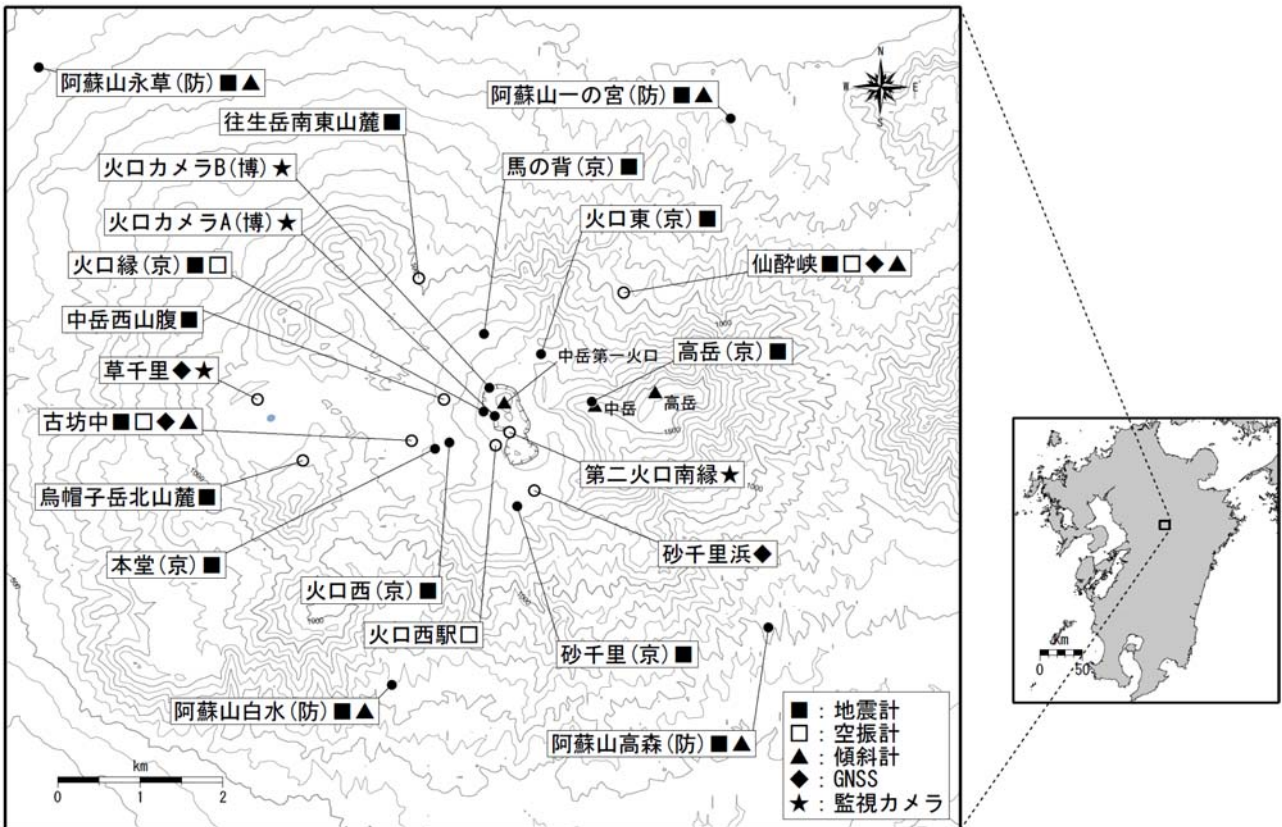 阿蘇山永草(防)■▲
阿蘇山一の宮(防)■▲
N
W E
S
往生岳南東山麓■
火口カメラB(博)★
馬の背(京)■
火口カメラA(博)★
火口東(京)■
火口縁(京)■□
仙酔峡■□◆▲
中岳西山腹■
1000
中岳第一火口
高岳(京)■
草千里◆★
中岳
高岳
古坊中■□◆▲
1500
第二火口南縁★
烏帽子岳北山麓■
1000
1000
本堂(京)■
砂千里浜◆
火口西(京)■
500
1000
1000
火口西駅□
砂千里(京)■
阿蘇山白水(防)■▲
阿蘇山高森(防)■▲
■:地震計
□:空振計
▲:傾斜計
◆:GNSS
★:監視カメラ
km
0 2
km
0 50